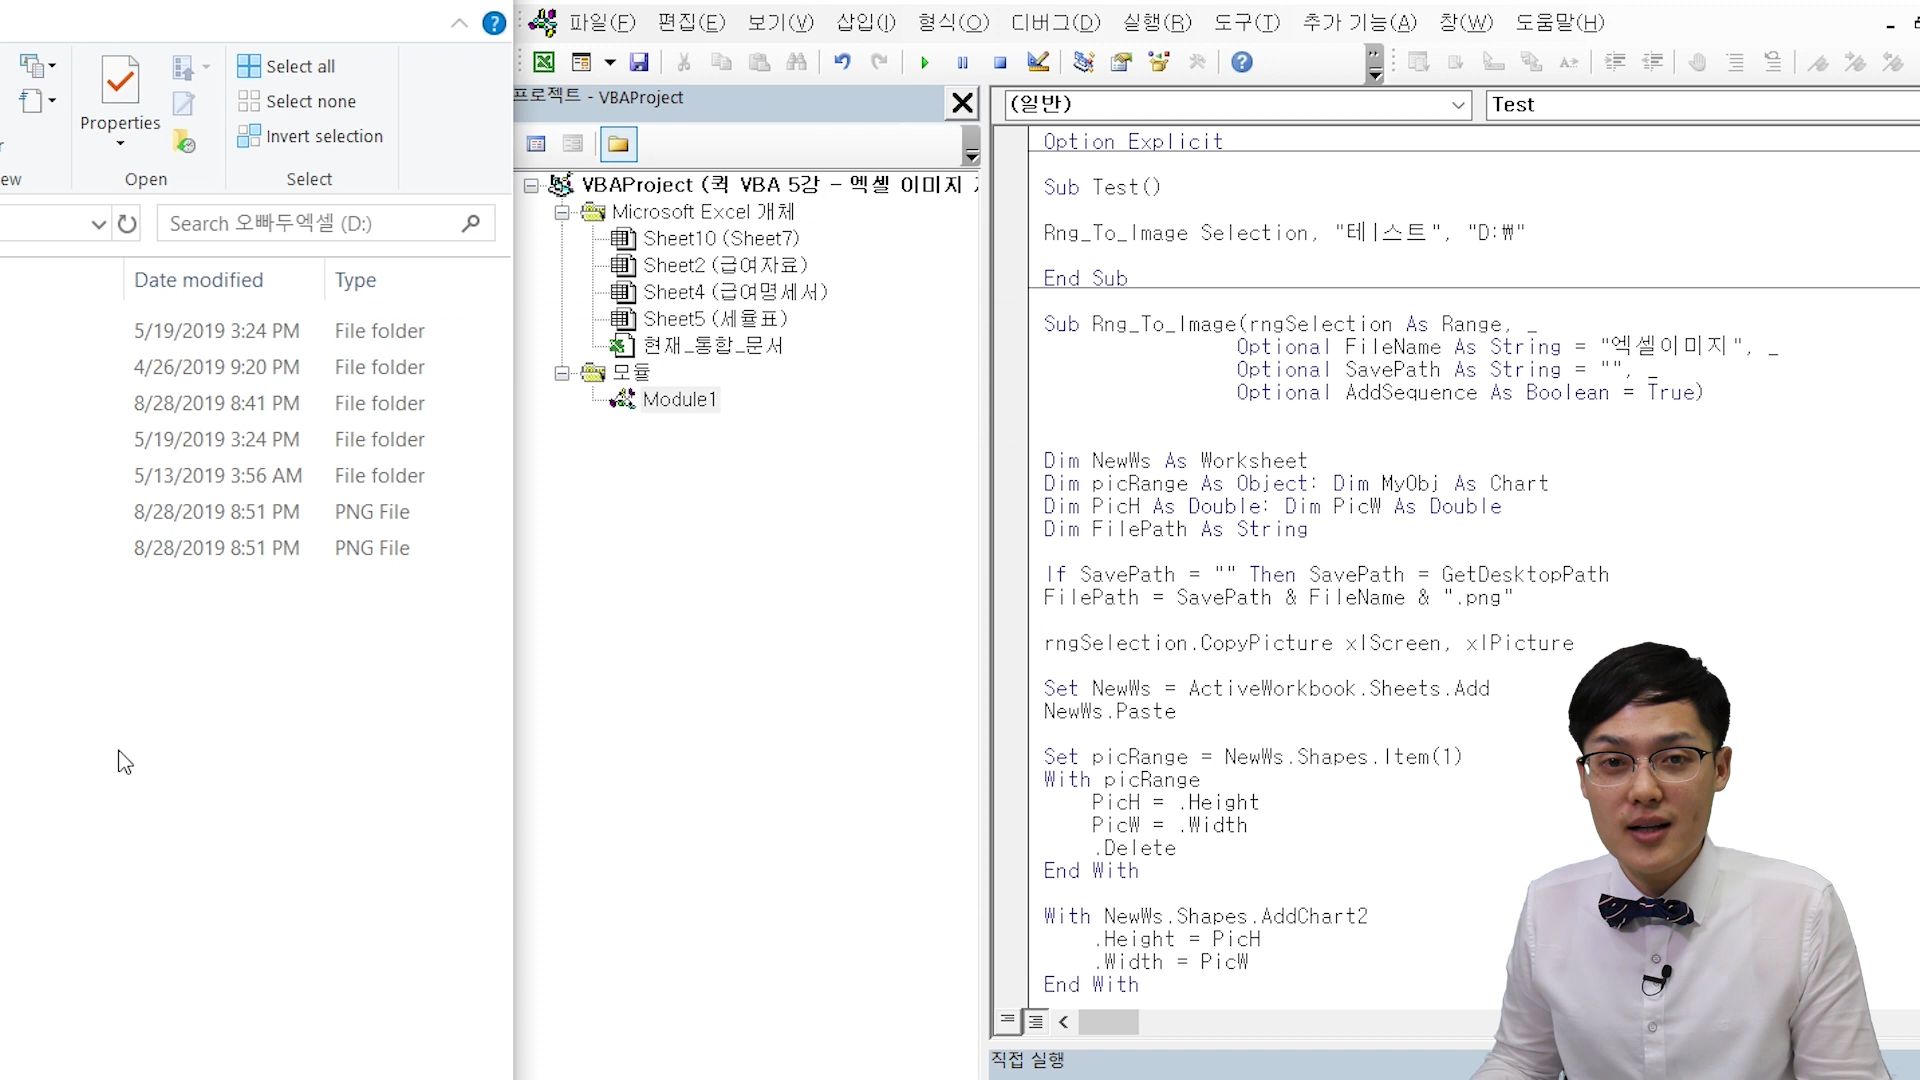 Select all
Select none
Invert selection
Properties
Open
Select
ew
Search 오빠두엑셀 (D:)
Date modified
Type
5/19/2019 3:24 PM File folder
4/26/2019 9:20 PM File folder
8/28/2019 8:41 PM File folder
5/19/2019 3:24 PM File folder
5/13/2019 3:56 AM File folder
8/28/2019 8:51 PM PNG File
8/28/2019 8:51 PM PNG File
파일(F) 편집(E) 보기(V) 삽입(I) 형식(O) 디버그(D) 실행(R) 도구(T) 추가 기능(A) 창(W) 도움말(H)
프로젝트 - VBAProject
VBAProject (퀵 VBA 5강 - 엑셀 이미지
Microsoft Excel 개체
Sheet10 (Sheet7)
Sheet2 (급여자료)
Sheet4 (급여명세서)
Sheet5 (세율표)
현재_통합_문서
모듈
Module1
(일반)
Test
Option Explicit
Sub Test()
Rng_To_Image Selection, "테스트", "D:₩"
End Sub
Sub Rng_To_Image(rngSelection As Range, _
Optional FileName As String = "엑셀이미지", _
Optional SavePath As String = "", _
Optional AddSequence As Boolean = True)
Dim NewWs As Worksheet
Dim picRange As Object: Dim MyObj As Chart
Dim PicH As Double: Dim PicW As Double
Dim FilePath As String
If SavePath = "" Then SavePath = GetDesktopPath
FilePath = SavePath & FileName & ".png"
rngSelection.CopyPicture xlScreen, xlPicture
Set NewWs = ActiveWorkbook.Sheets.Add
NewWs.Paste
Set picRange = NewWs.Shapes.Item(1)
With picRange
PicH = .Height
PicW = .Width
.Delete
End With
With NewWs.Shapes.AddChart2
.Height = PicH
.Width = PicW
End With
직접 실행